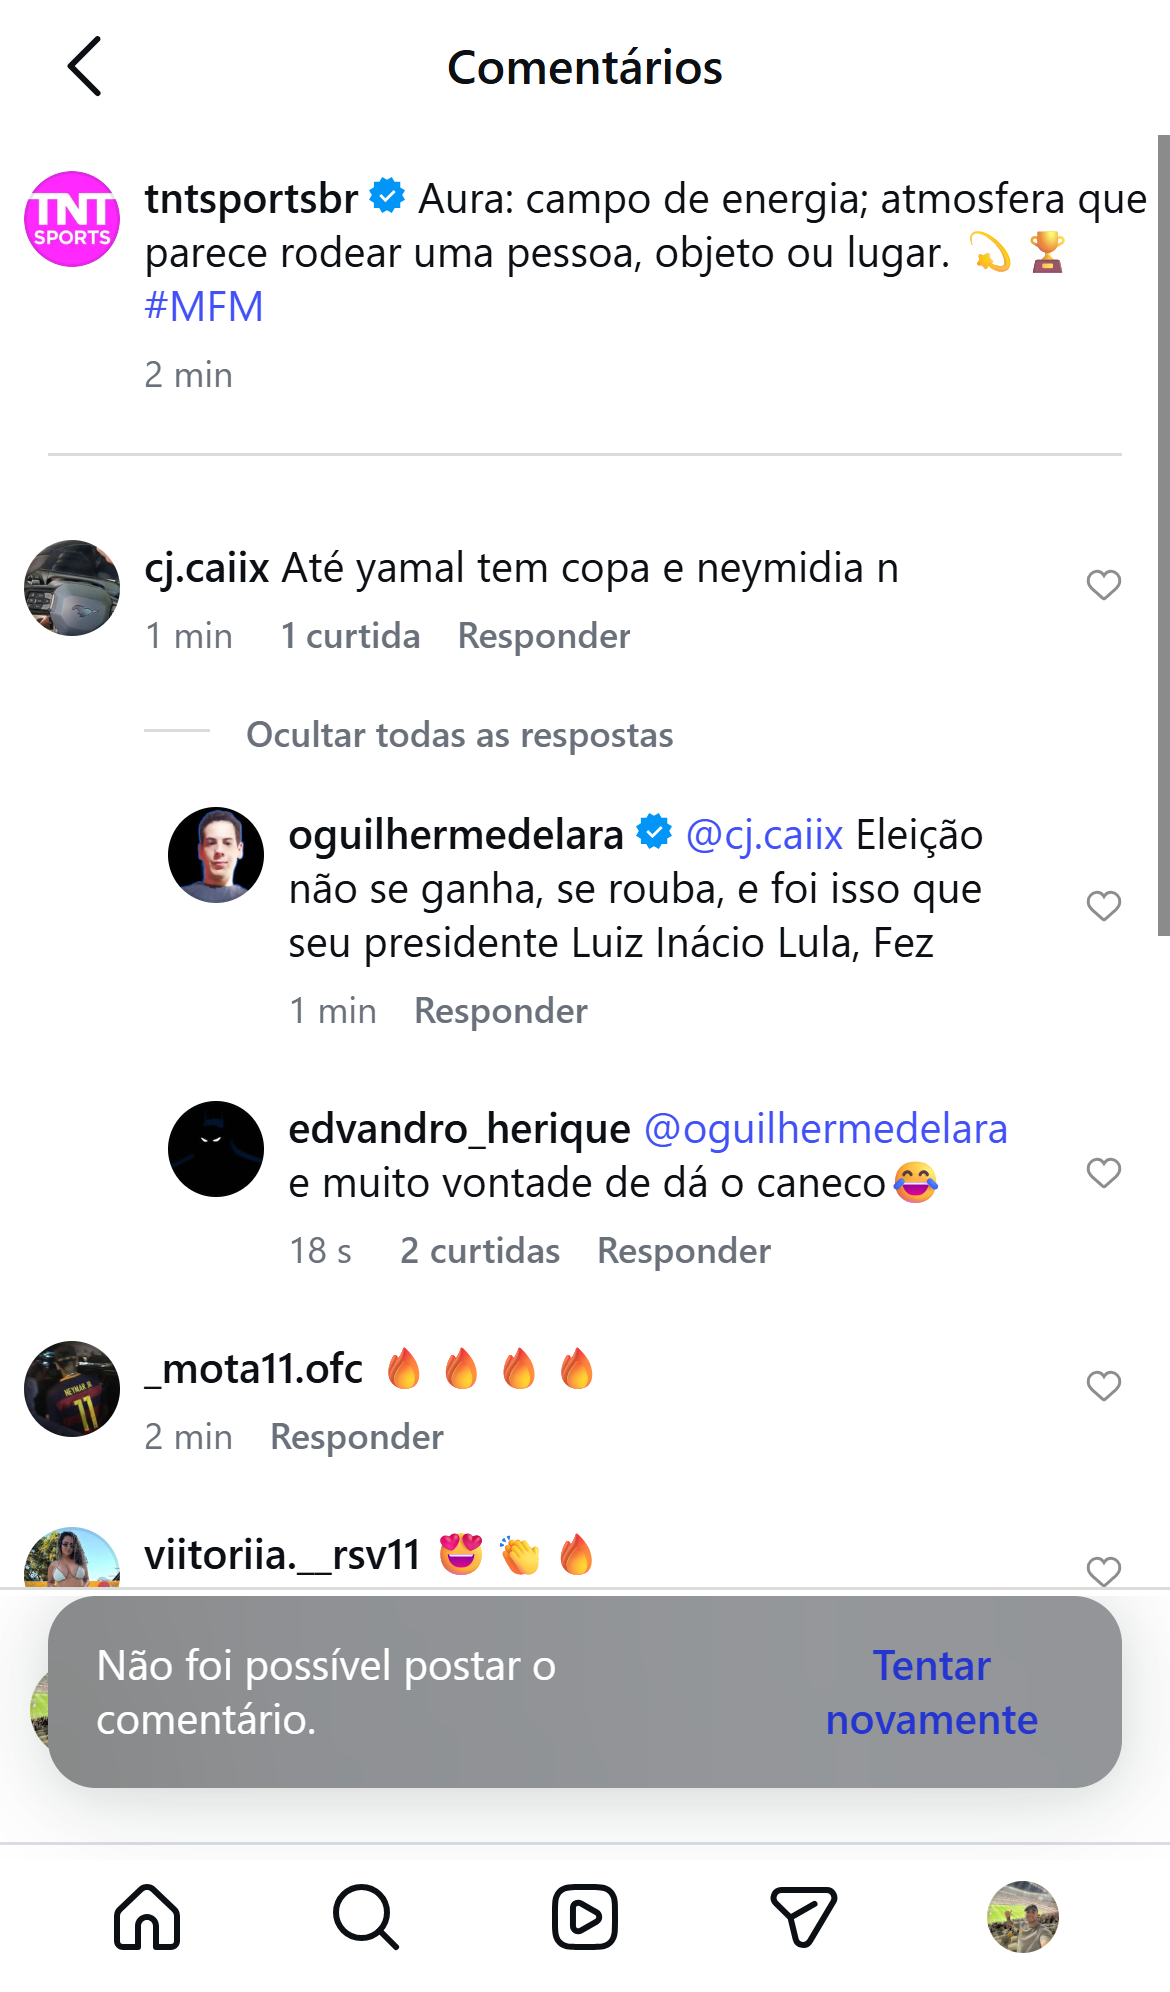 Comentários
TNT
SPORTS
tntsportsbr Aura: campo de energia; atmosfera que
parece rodear uma pessoa, objeto ou lugar. 💫 🏆
#MFM
2 min
cj.caiix Até yamal tem copa e neymidia n
1 min 1 curtida Responder
Ocultar todas as respostas
oguilhermedelara @cj.caiix Eleição
não se ganha, se rouba, e foi isso que
seu presidente Luiz Inácio Lula, Fez
1 min Responder
edvandro_herique @oguilhermedelara
e muito vontade de dá o caneco😂
18 s 2 curtidas Responder
NEYMAR JR
11
_mota11.ofc 🔥 🔥 🔥 🔥
2 min Responder
viitoriia.__rsv11 😍 👏 🔥
Não foi possível postar o
comentário.
Tentar
novamente